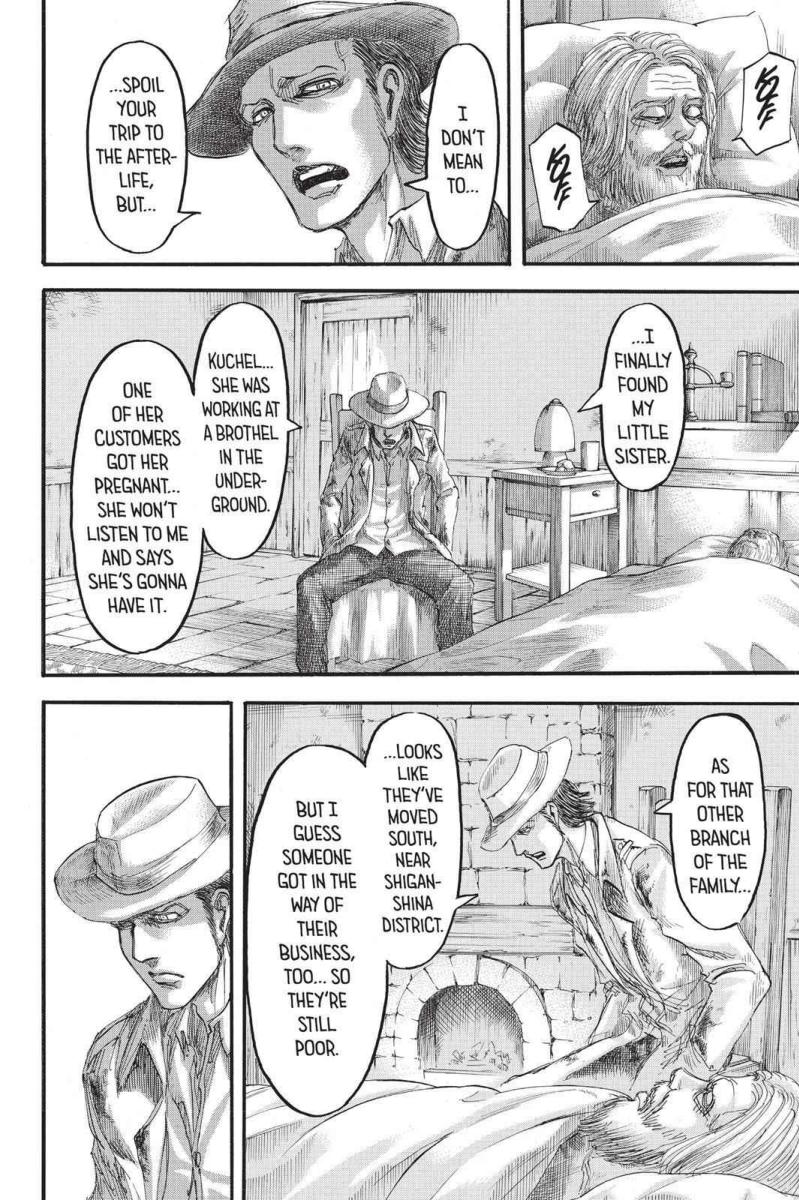 KOFF
KOFF
I
DON'T
MEAN
TO...
...SPOIL
YOUR
TRIP TO
THE AFTER-
LIFE,
BUT...
...I
FINALLY
FOUND
MY
LITTLE
SISTER.
KUCHEL...
SHE WAS
WORKING AT
A BROTHEL
IN THE
UNDER-
GROUND.
ONE
OF HER
CUSTOMERS
GOT HER
PREGNANT...
SHE WON'T
LISTEN TO ME
AND SAYS
SHE'S GONNA
HAVE IT.
AS
FOR THAT
OTHER
BRANCH
OF THE
FAMILY...
...LOOKS
LIKE
THEY'VE
MOVED
SOUTH,
NEAR
SHIGAN-
SHINA
DISTRICT.
BUT I
GUESS
SOMEONE
GOT IN THE
WAY OF
THEIR
BUSINESS,
TOO... SO
THEY'RE
STILL
POOR.